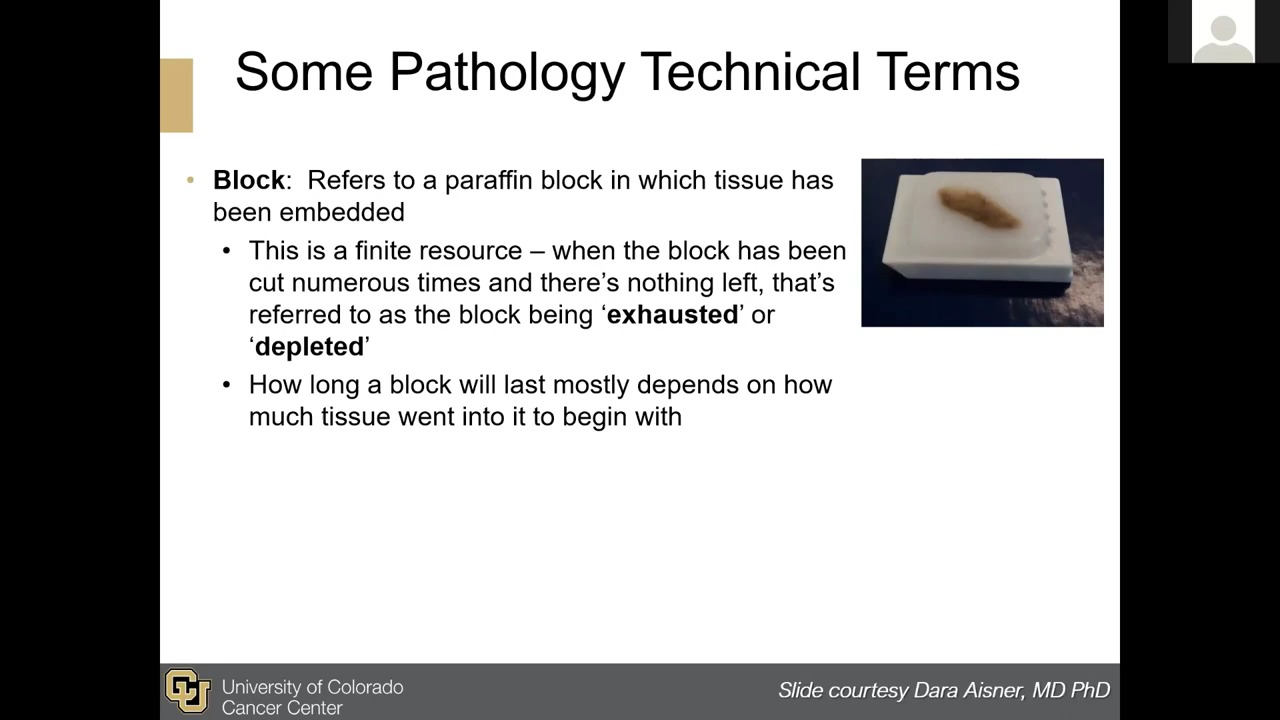 Some Pathology Technical Terms
• Block:  Refers to a paraffin block in which tissue has
been embedded
• This is a finite resource – when the block has been
cut numerous times and there’s nothing left, that’s
referred to as the block being ‘exhausted’ or
‘depleted’
• How long a block will last mostly depends on how
much tissue went into it to begin with
CU
University of Colorado
Cancer Center
Slide courtesy Dara Aisner, MD PhD